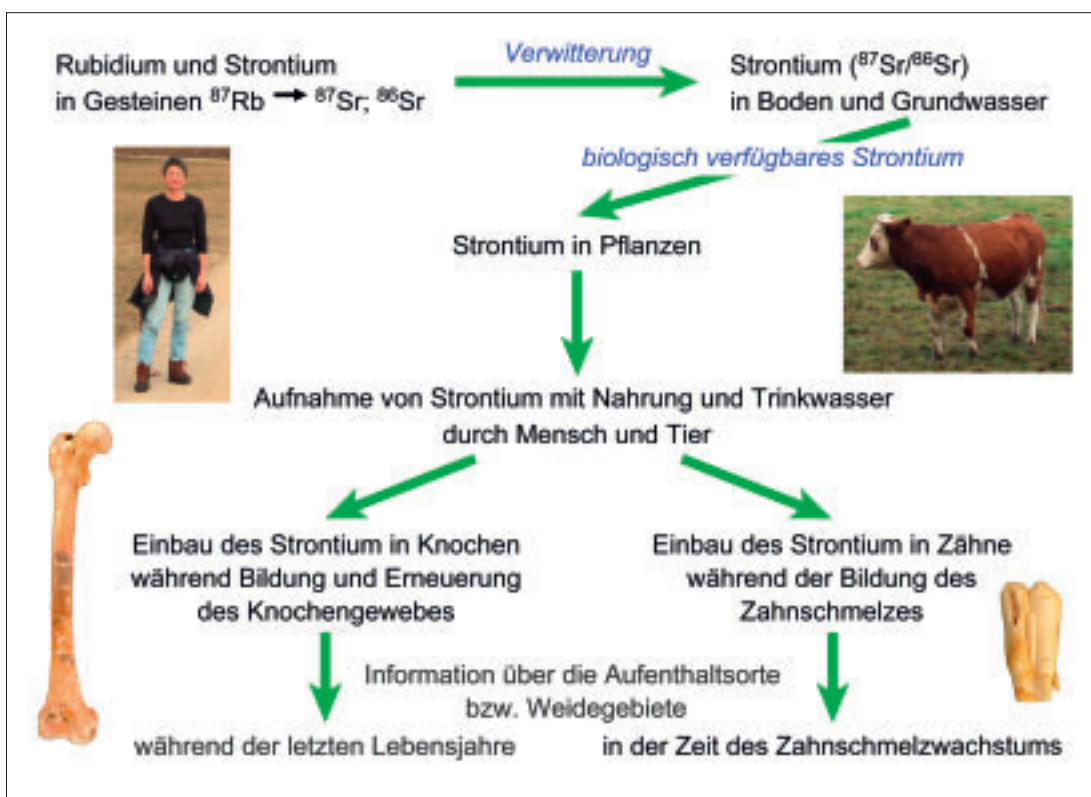 Verwitterung
Rubidium und Strontium
in Gesteinen ⁸⁷Rb → ⁸⁷Sr; ⁸⁶Sr
Strontium (⁸⁷Sr/⁸⁶Sr)
in Boden und Grundwasser
biologisch verfügbares Strontium
Strontium in Pflanzen
Aufnahme von Strontium mit Nahrung und Trinkwasser
durch Mensch und Tier
Einbau des Strontium in Knochen
während Bildung und Erneuerung
des Knochengewebes
Einbau des Strontium in Zähne
während der Bildung des
Zahnschmelzes
Information über die Aufenthaltsorte
bzw. Weidegebiete
während der letzten Lebensjahre
in der Zeit des Zahnschmelzwachstums